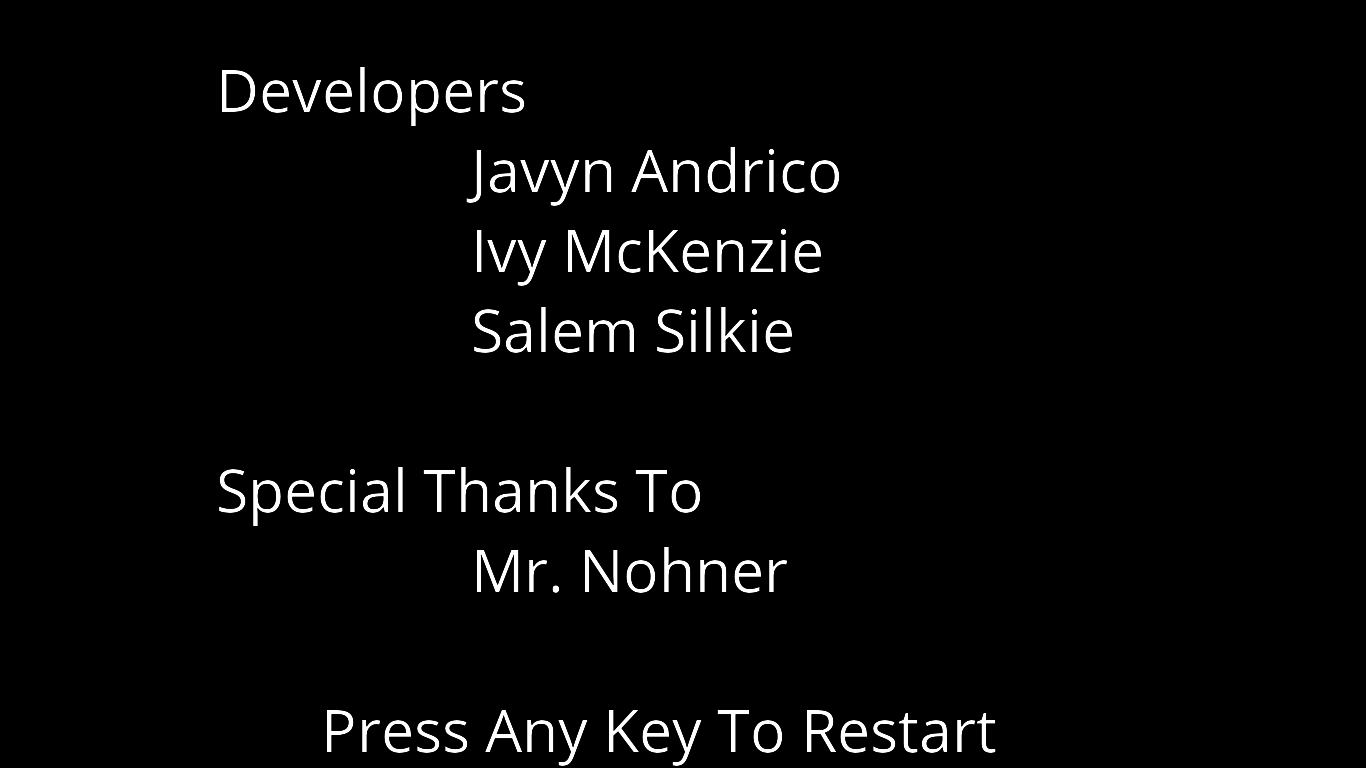 Developers
Javyn Andrico
Ivy McKenzie
Salem Silkie
Special Thanks To
Mr. Nohner
Press Any Key To Restart